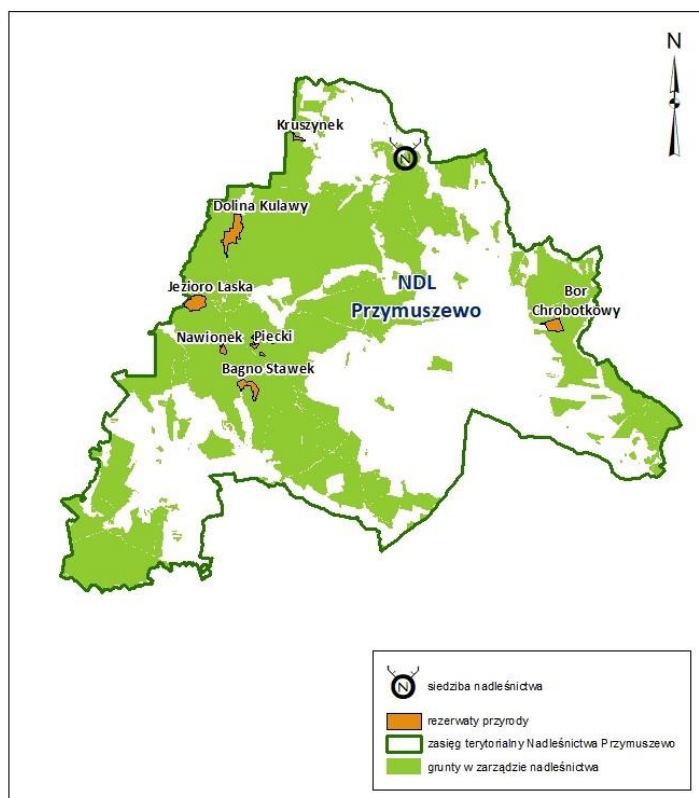 N
Kruszynek
N
Dolina Kulawy
NDL
Przymuszewo
Jezioro Laska
Bor
Chrobotkowy
Nawionek
Piecki
Bagno Stawek
N
siedziba nadleśnictwa
rezerwaty przyrody
zasięg terytorialny Nadleśnictwa Przymuszewo
grunty w zarządzie nadleśnictwa